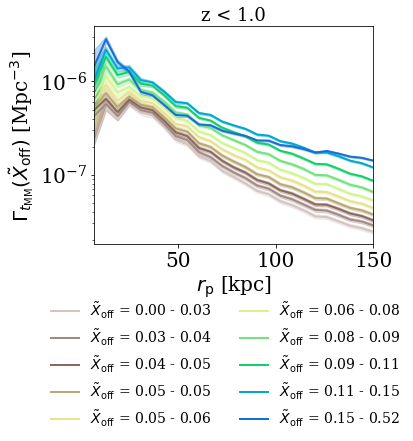 z < 1.0
Γ_{t_MM}(X̃_off) [Mpc⁻³]
10⁻⁶
10⁻⁷
50 100 150
r_p [kpc]
X̃_off = 0.00 - 0.03 X̃_off = 0.06 - 0.08
X̃_off = 0.03 - 0.04 X̃_off = 0.08 - 0.09
X̃_off = 0.04 - 0.05 X̃_off = 0.09 - 0.11
X̃_off = 0.05 - 0.05 X̃_off = 0.11 - 0.15
X̃_off = 0.05 - 0.06 X̃_off = 0.15 - 0.52